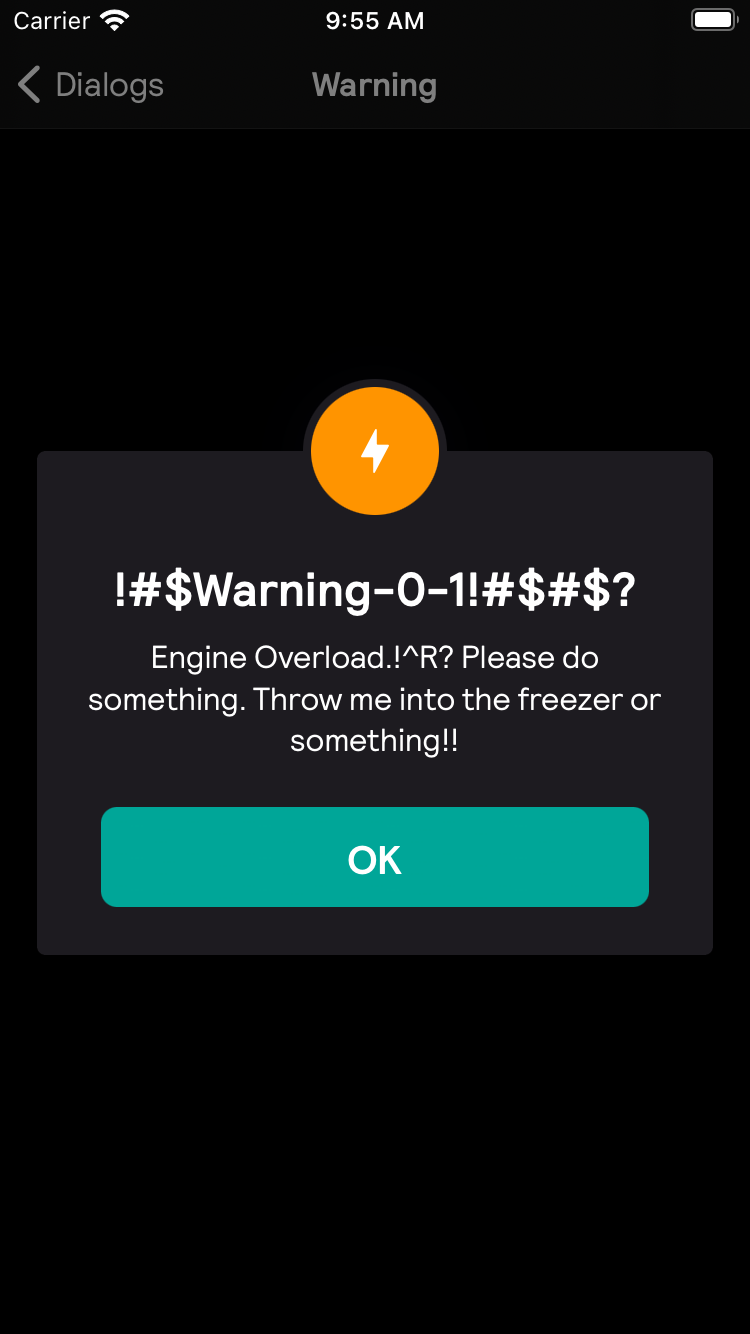 Carrier
9:55 AM
Dialogs
Warning
!#$Warning-0-1!#$#$?
Engine Overload.!^R? Please do
something. Throw me into the freezer or
something!!
OK